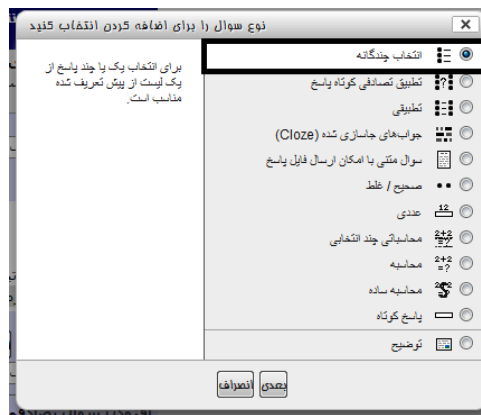 نوع سوال را برای اضافه کردن انتخاب کنید
انتخاب چندگانه
تطبیق تصادفی کوتاه پاسخ
تطبیقی
جواب‌های جاسازی شده (Cloze)
سوال متنی با امکان ارسال فایل پاسخ
صحیح / غلط
عددی
محاسباتی چند انتخابی
محاسبه
محاسبه ساده
پاسخ کوتاه
توضیح
برای انتخاب یک یا چند پاسخ از
یک لیست از پیش تعریف شده
مناسب است.
بعدی
انصراف